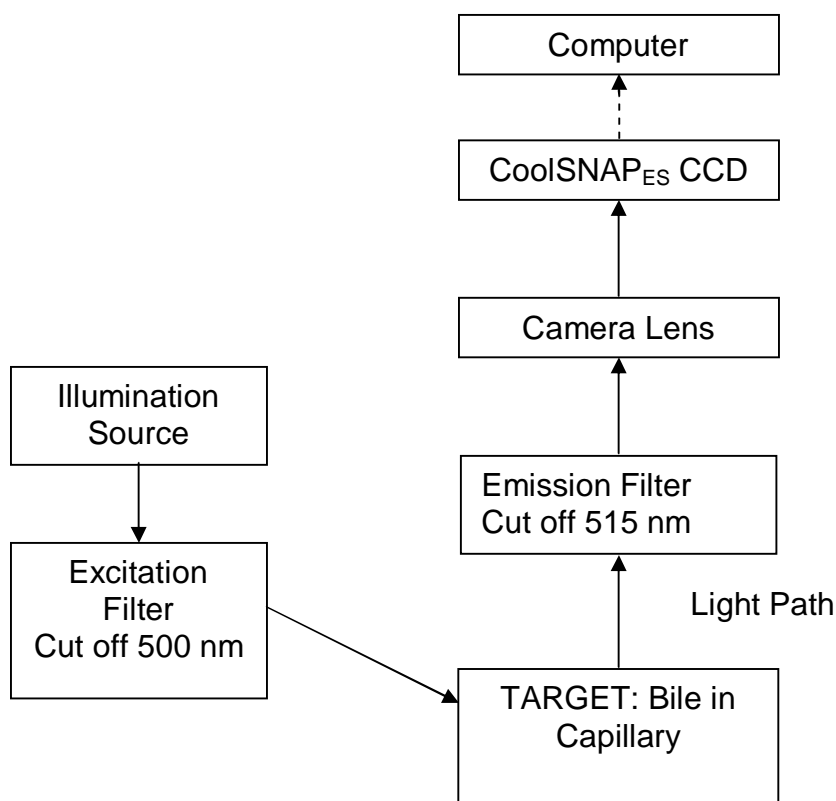 Computer
CoolSNAPES CCD
Camera Lens
Illumination
Source
Emission Filter
Cut off 515 nm
Excitation
Filter
Cut off 500 nm
Light Path
TARGET: Bile in
Capillary